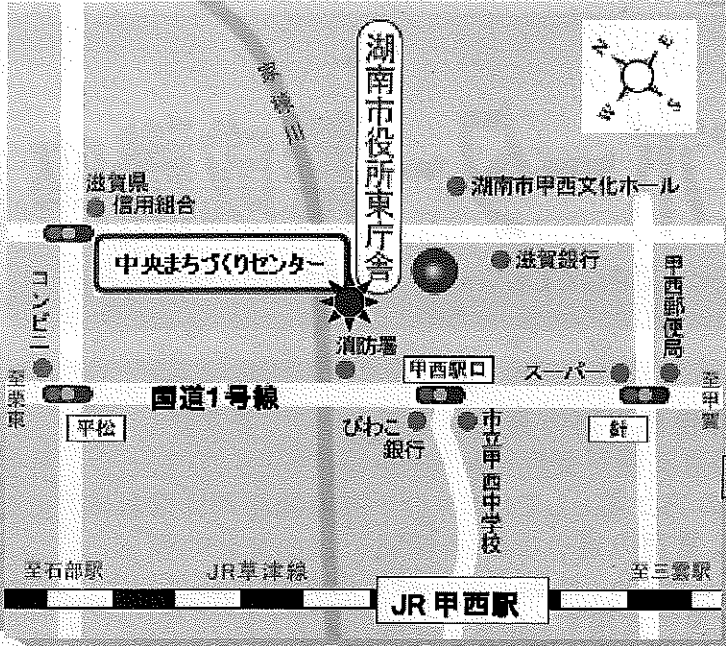 湖南市役所東庁舎
滋賀県
信用組合
湖南市甲西文化ホール
中央まちづくりセンター
滋賀銀行
コンビニ
甲西郵便局
消防署
甲西駅口
スーパー
至栗東
国道1号線
至甲賀
平松
びわこ
銀行
市立甲西中学校
針
至石部駅
JR草津線
至三雲駅
JR 甲西駅